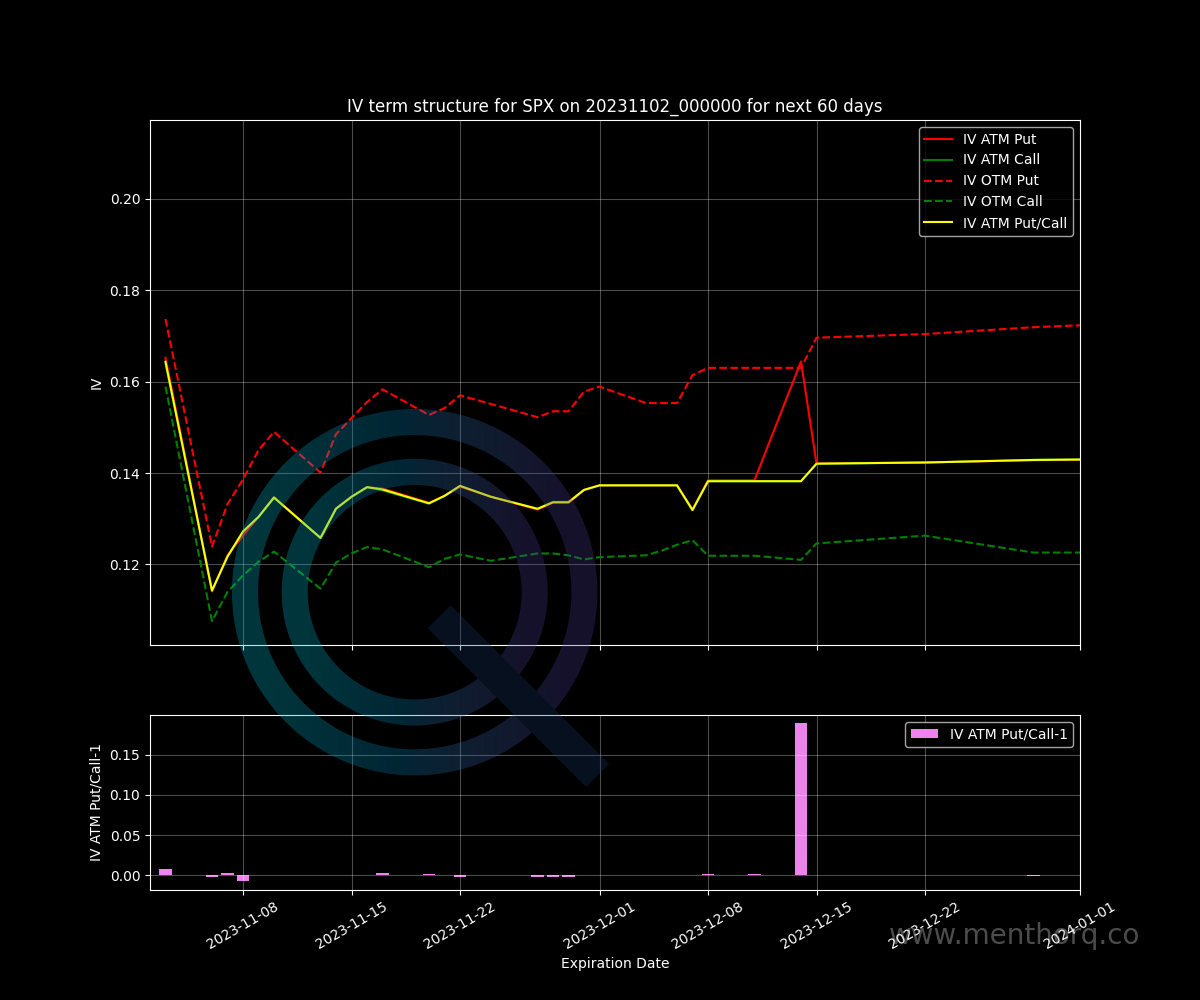 IV term structure for SPX on 20231102_000000 for next 60 days
IV ATM Put
IV ATM Call
IV OTM Put
IV OTM Call
IV ATM Put/Call
0.20
0.18
0.16
0.14
0.12
IV
IV ATM Put/Call-1
0.15
0.10
0.05
0.00
IV ATM Put/Call-1
2023-11-08
2023-11-15
2023-11-22
2023-12-01
2023-12-08
2023-12-15
2023-12-22
2024-01-01
www.menthorq.co
Expiration Date